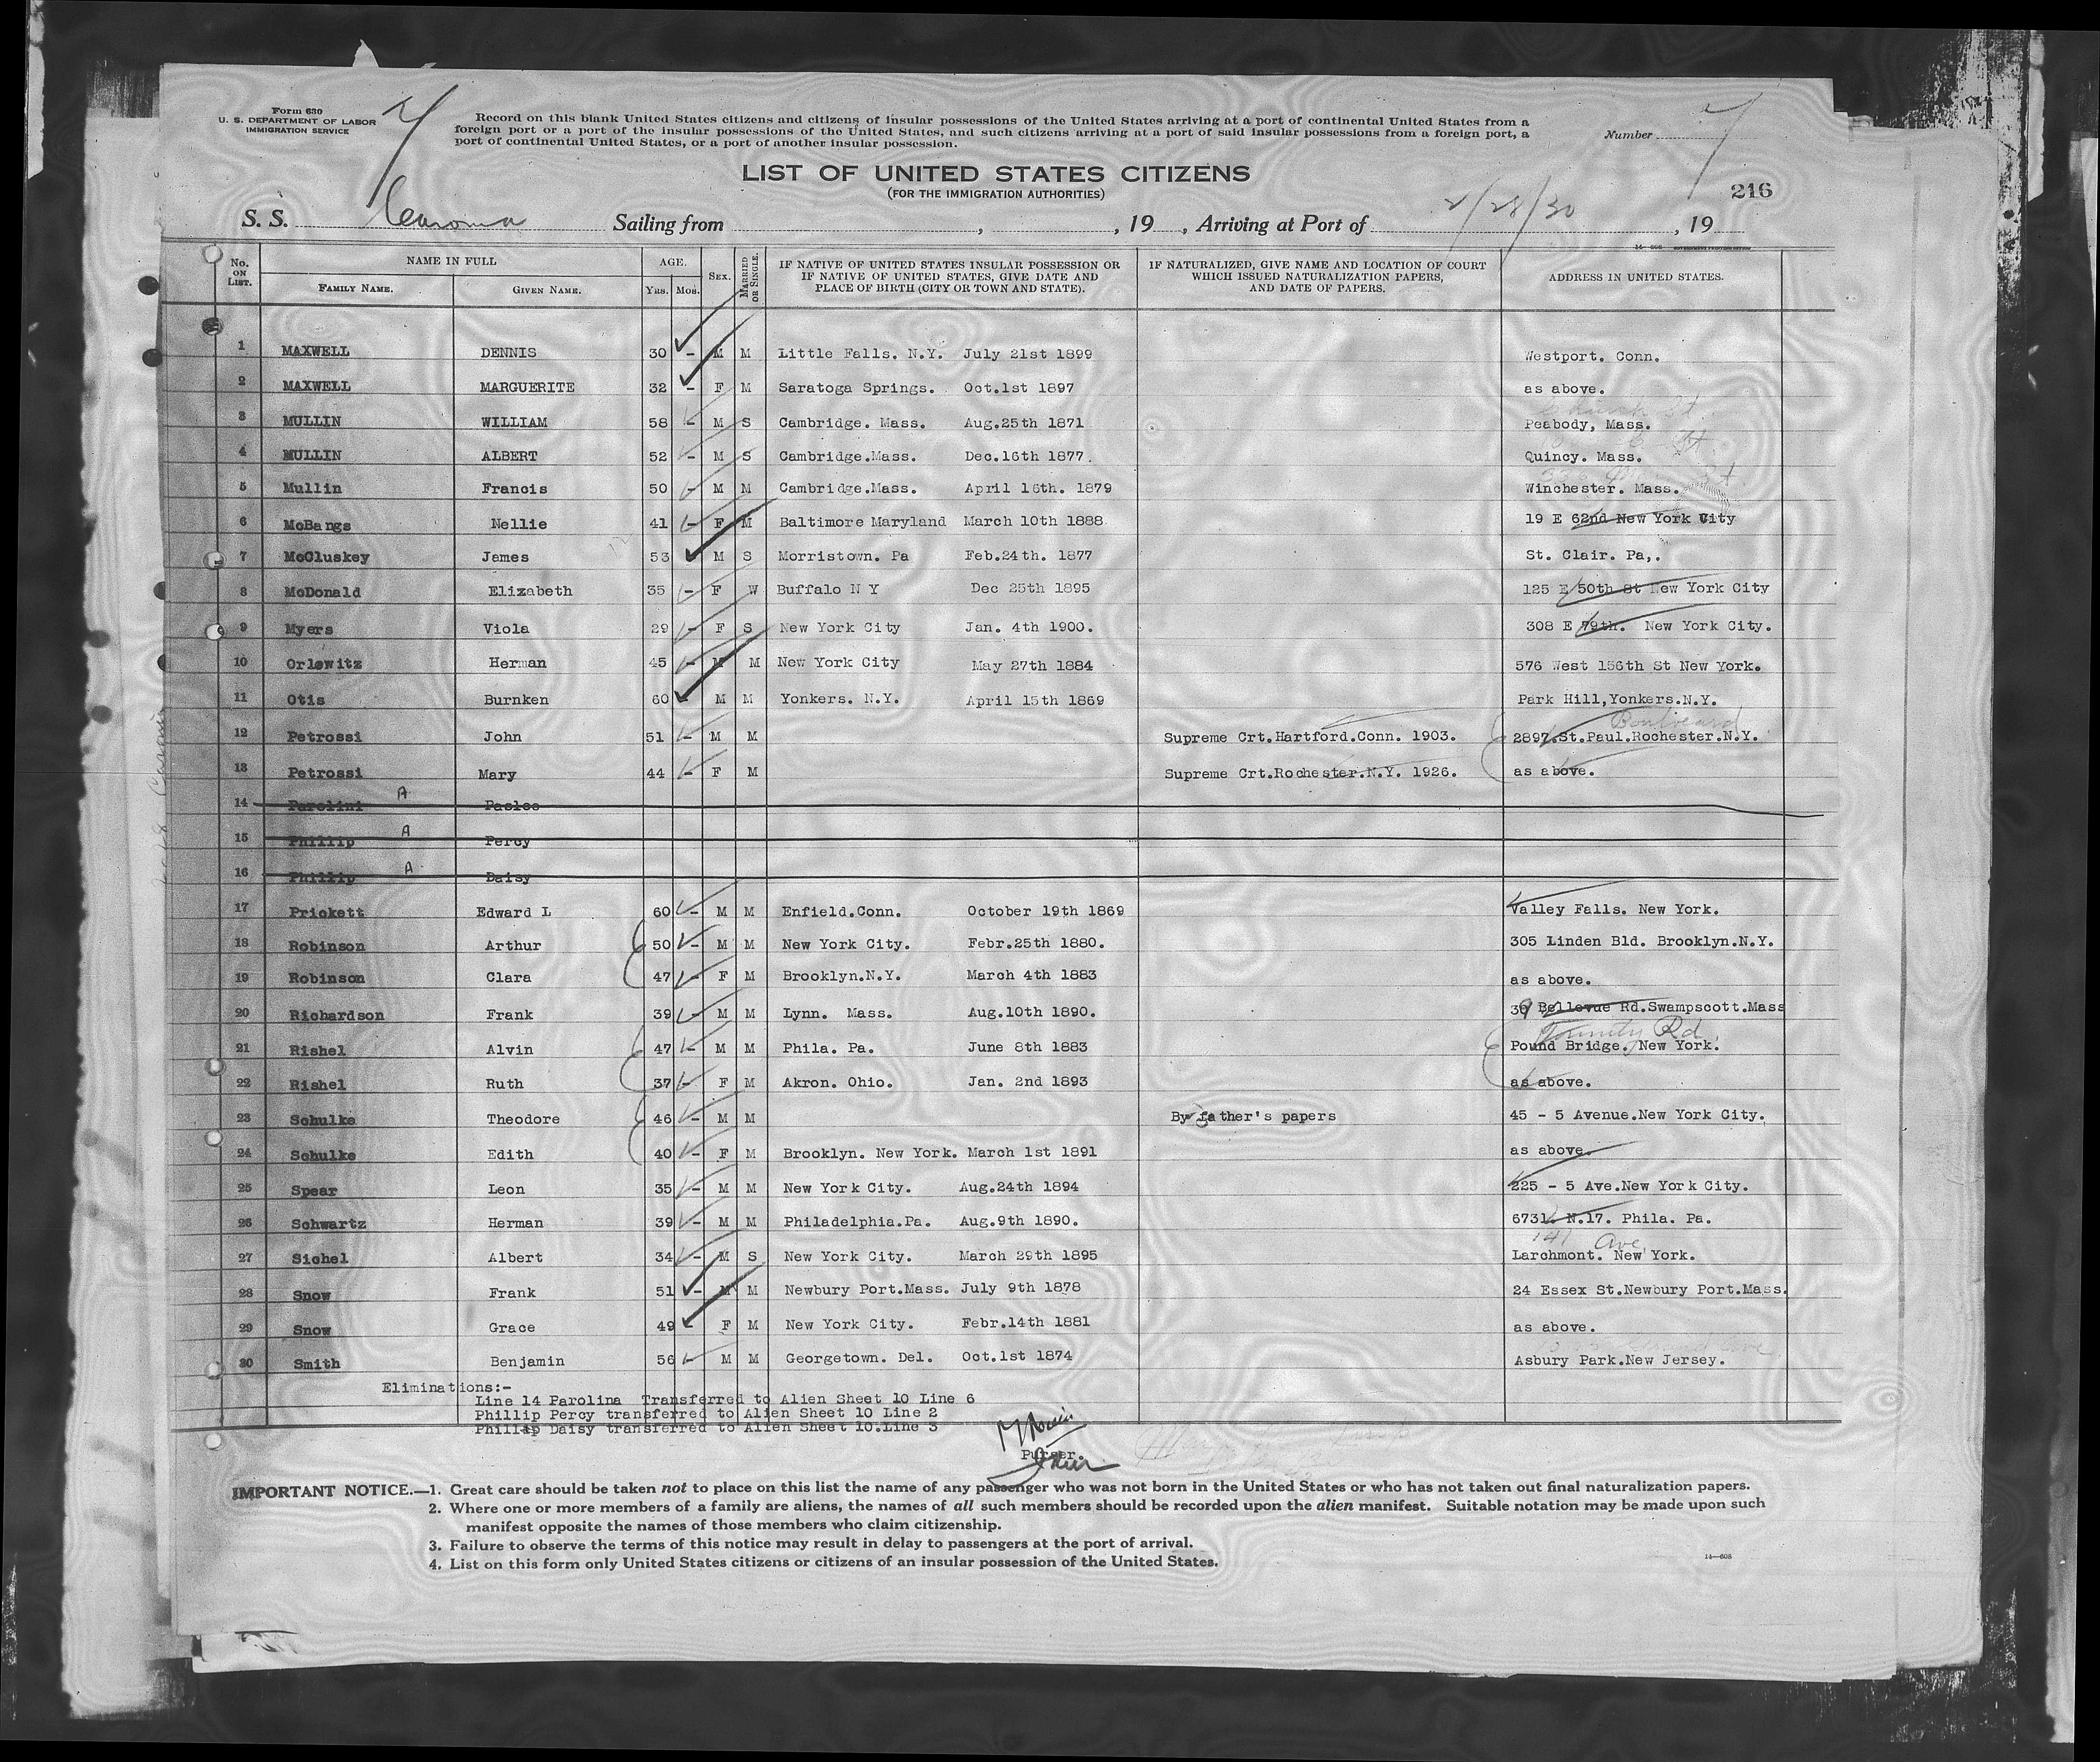 Form 630
U. S. DEPARTMENT OF LABOR
IMMIGRATION SERVICE
7
Record on this blank United States citizens and citizens of insular possessions of the United States arriving at a port of continental United States from a
foreign port or a port of the insular possessions of the United States, and such citizens arriving at a port of said insular possessions from a foreign port, a
port of continental United States, or a port of another insular possession.
Number 7
LIST OF UNITED STATES CITIZENS
(FOR THE IMMIGRATION AUTHORITIES)
216
S. S. Caronia Sailing from , , 19 , Arriving at Port of 2/28/30 , 19
No. ON LIST. NAME IN FULL FAMILY NAME. GIVEN NAME. AGE. YRS. MOS. SEX. MARRIED OR SINGLE. IF NATIVE OF UNITED STATES INSULAR POSSESSION OR IF NATIVE OF UNITED STATES, GIVE DATE AND PLACE OF BIRTH (CITY OR TOWN AND STATE). IF NATURALIZED, GIVE NAME AND LOCATION OF COURT WHICH ISSUED NATURALIZATION PAPERS, AND DATE OF PAPERS. ADDRESS IN UNITED STATES.
1 MAXWELL DENNIS 30 - M M Little Falls. N.Y. July 21st 1899 Westport. Conn.
2 MAXWELL MARGUERITE 32 - F M Saratoga Springs. Oct.1st 1897 as above.
3 MULLIN WILLIAM 58 - M S Cambridge. Mass. Aug.25th 1871 Peabody, Mass.
4 MULLIN ALBERT 52 - M S Cambridge.Mass. Dec.16th 1877. Quincy. Mass.
5 Mullin Francis 50 - M M Cambridge.Mass. April 16th. 1879 Winchester. Mass.
6 McBangs Nellie 41 - F M Baltimore Maryland March 10th 1888. 19 E 62nd New York City
7 McCluskey James 53 M S Morristown. Pa Feb.24th. 1877 St. Clair. Pa,.
8 McDonald Elizabeth 35 - F W Buffalo N Y Dec 25th 1895 125 E 50th St New York City
9 Myers Viola 29 - F S New York City Jan. 4th 1900. 308 E 79th. New York City.
10 Orlewitz Herman 45 - M M New York City May 27th 1884 576 West 156th St New York.
11 Otis Burnken 60 M M Yonkers. N.Y. April 15th 1869 Park Hill,Yonkers.N.Y.
Boulveard
12 Petrossi John 51 - M M Supreme Crt.Hartford.Conn. 1903. 2897.St.Paul.Rochester.N.Y.
13 Petrossi Mary 44 - F M Supreme Crt.Rochester.N.Y. 1926. as above.
14 Parolini A Pasloe
15 Phillip A Percy
16 Phillip A Daisy
17 Prickett Edward L 60 - M M Enfield.Conn. October 19th 1869 Valley Falls. New York.
18 Robinson Arthur 50 - M M New York City. Febr.25th 1880. 305 Linden Bld. Brooklyn.N.Y.
19 Robinson Clara 47 - F M Brooklyn.N.Y. March 4th 1883 as above.
20 Richardson Frank 39 - M M Lynn. Mass. Aug.10th 1890. 39 Bellevue Rd.Swampscott.Mass
Trinity Rd
21 Rishel Alvin 47 - M M Phila. Pa. June 8th 1883 Pound Bridge. New York.
22 Rishel Ruth 37 - F M Akron. Ohio. Jan. 2nd 1893 as above.
23 Schulke Theodore 46 - M M By father's papers 45 - 5 Avenue.New York City.
24 Schulke Edith 40 - F M Brooklyn. New York. March 1st 1891 as above.
25 Spear Leon 35 - M M New York City. Aug.24th 1894 225 - 5 Ave.New York City.
26 Schwartz Herman 39 - M M Philadelphia.Pa. Aug.9th 1890. 6731. N.17. Phila. Pa.
141 Ave
27 Sichel Albert 34 - M S New York City. March 29th 1895 Larchmont. New York.
28 Snow Frank 51 - M M Newbury Port.Mass. July 9th 1878 24 Essex St.Newbury Port.Mass.
29 Snow Grace 49 F M New York City. Febr.14th 1881 as above.
30 Smith Benjamin 56 - M M Georgetown. Del. Oct.1st 1874 Asbury Park.New Jersey.
Eliminations:-
Line 14 Parolina Transferred to Alien Sheet 10 Line 6
Phillip Percy transferred to Alien Sheet 10 Line 2
Phillip Daisy transferred to Alien Sheet 10.Line 3
Purser.
IMPORTANT NOTICE.—1. Great care should be taken not to place on this list the name of any passenger who was not born in the United States or who has not taken out final naturalization papers.
2. Where one or more members of a family are aliens, the names of all such members should be recorded upon the alien manifest. Suitable notation may be made upon such
manifest opposite the names of those members who claim citizenship.
3. Failure to observe the terms of this notice may result in delay to passengers at the port of arrival.
4. List on this form only United States citizens or citizens of an insular possession of the United States.
14—608